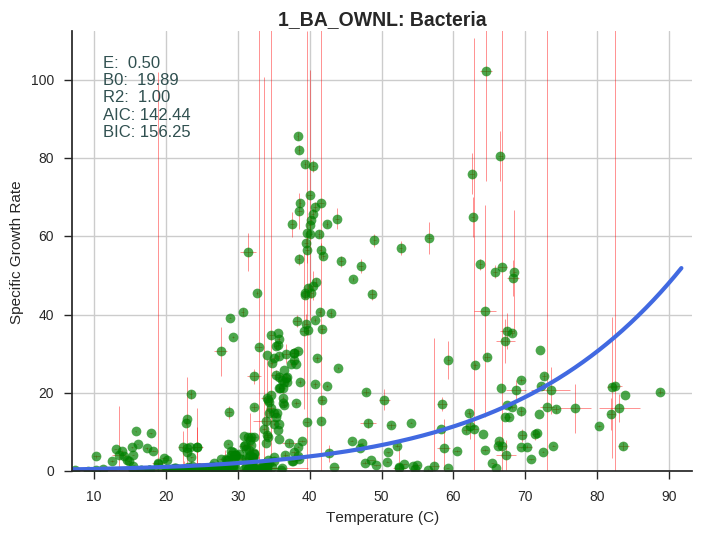 1_BA_OWNL: Bacteria
E: 0.50
B0: 19.89
R2: 1.00
AIC: 142.44
BIC: 156.25
Specific Growth Rate
100
80
60
40
20
0
10 20 30 40 50 60 70 80 90
Temperature (C)